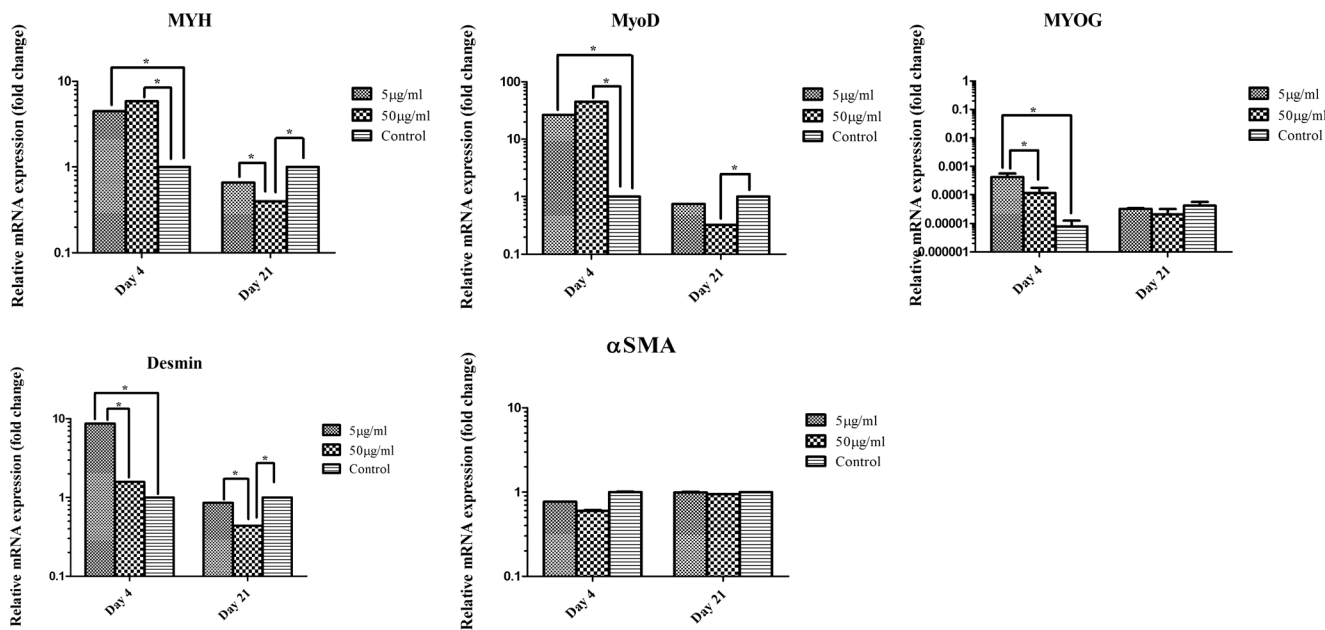 MYH
Relative mRNA expression (fold change)
10
1
0.1
*
*
*
*
Day 4
Day 21
5µg/ml
50µg/ml
Control
MyoD
Relative mRNA expression (fold change)
100
10
1
0.1
*
*
*
Day 4
Day 21
5µg/ml
50µg/ml
Control
MYOG
Relative mRNA expression (fold change)
1
0.1
0.01
0.001
0.0001
0.00001
0.000001
*
*
Day 4
Day 21
5µg/ml
50µg/ml
Control
Desmin
Relative mRNA expression (fold change)
10
1
0.1
*
*
*
*
Day 4
Day 21
5µg/ml
50µg/ml
Control
αSMA
Relative mRNA expression (fold change)
10
1
0.1
Day 4
Day 21
5µg/ml
50µg/ml
Control